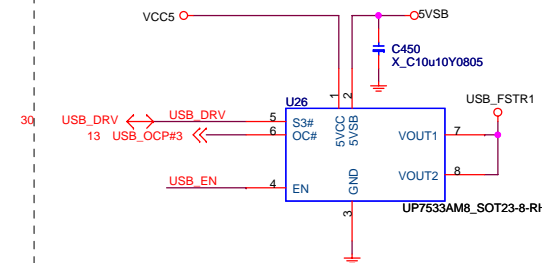 VCC5
5VSB
C450
X_C10u10Y0805
U26
USB_FSTR1
1
2
30
USB_DRV
USB_DRV
5
S3#
5VCC
5VSB
VOUT1
7
13
USB_OCP#3
6
OC#
VOUT2
8
USB_EN
4
EN
GND
3
UP7533AM8_SOT23-8-RH